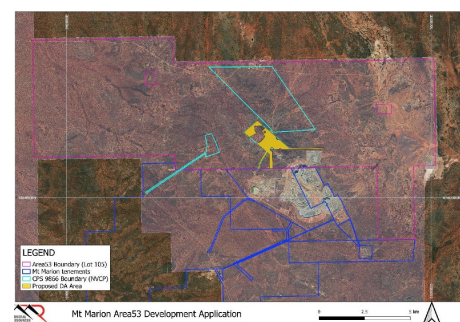 LEGEND
Area53 Boundary (Lot 105)
Mt Marion tenements
CPS 9866 Boundary (NVCP)
Proposed DA Area
Mt Marion Area53 Development Application
0 2.5 5 km